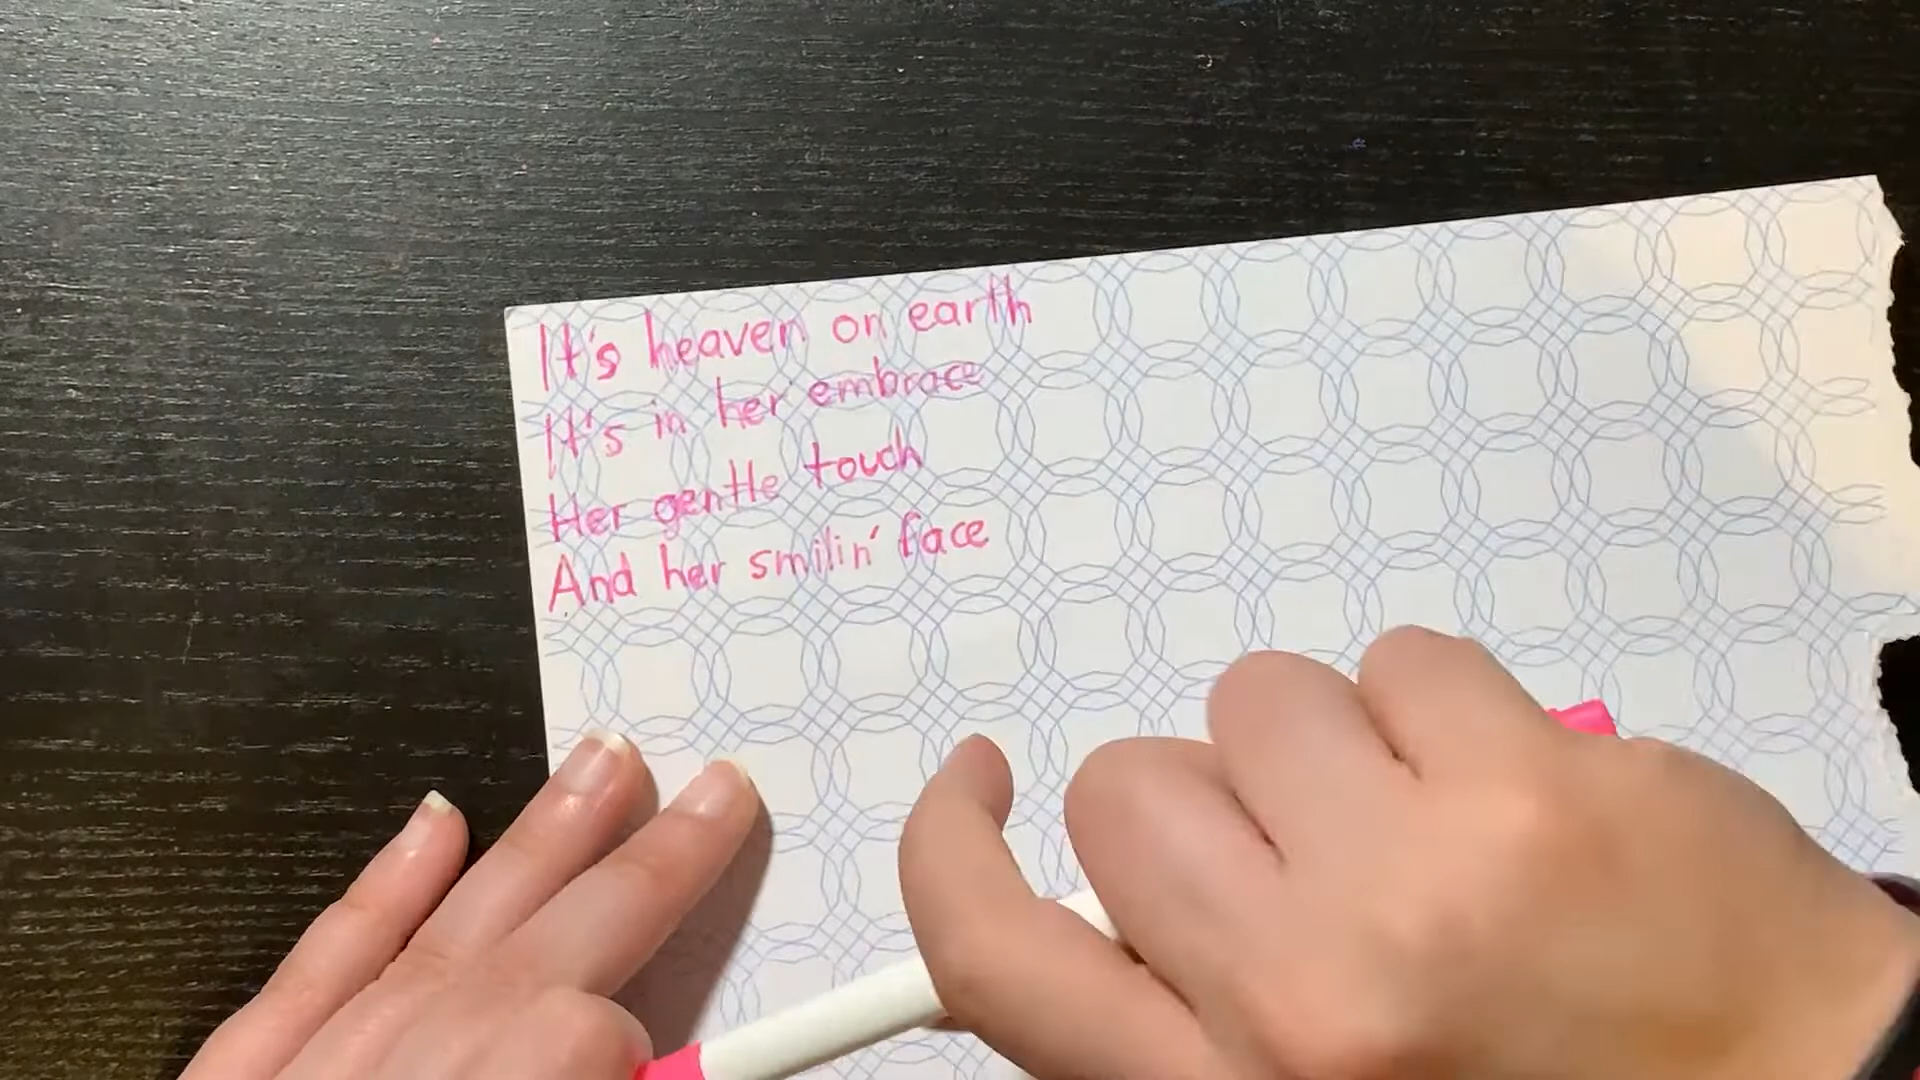 It's heaven on earth
It's in her embrace
Her gentle touch
And her smilin' face